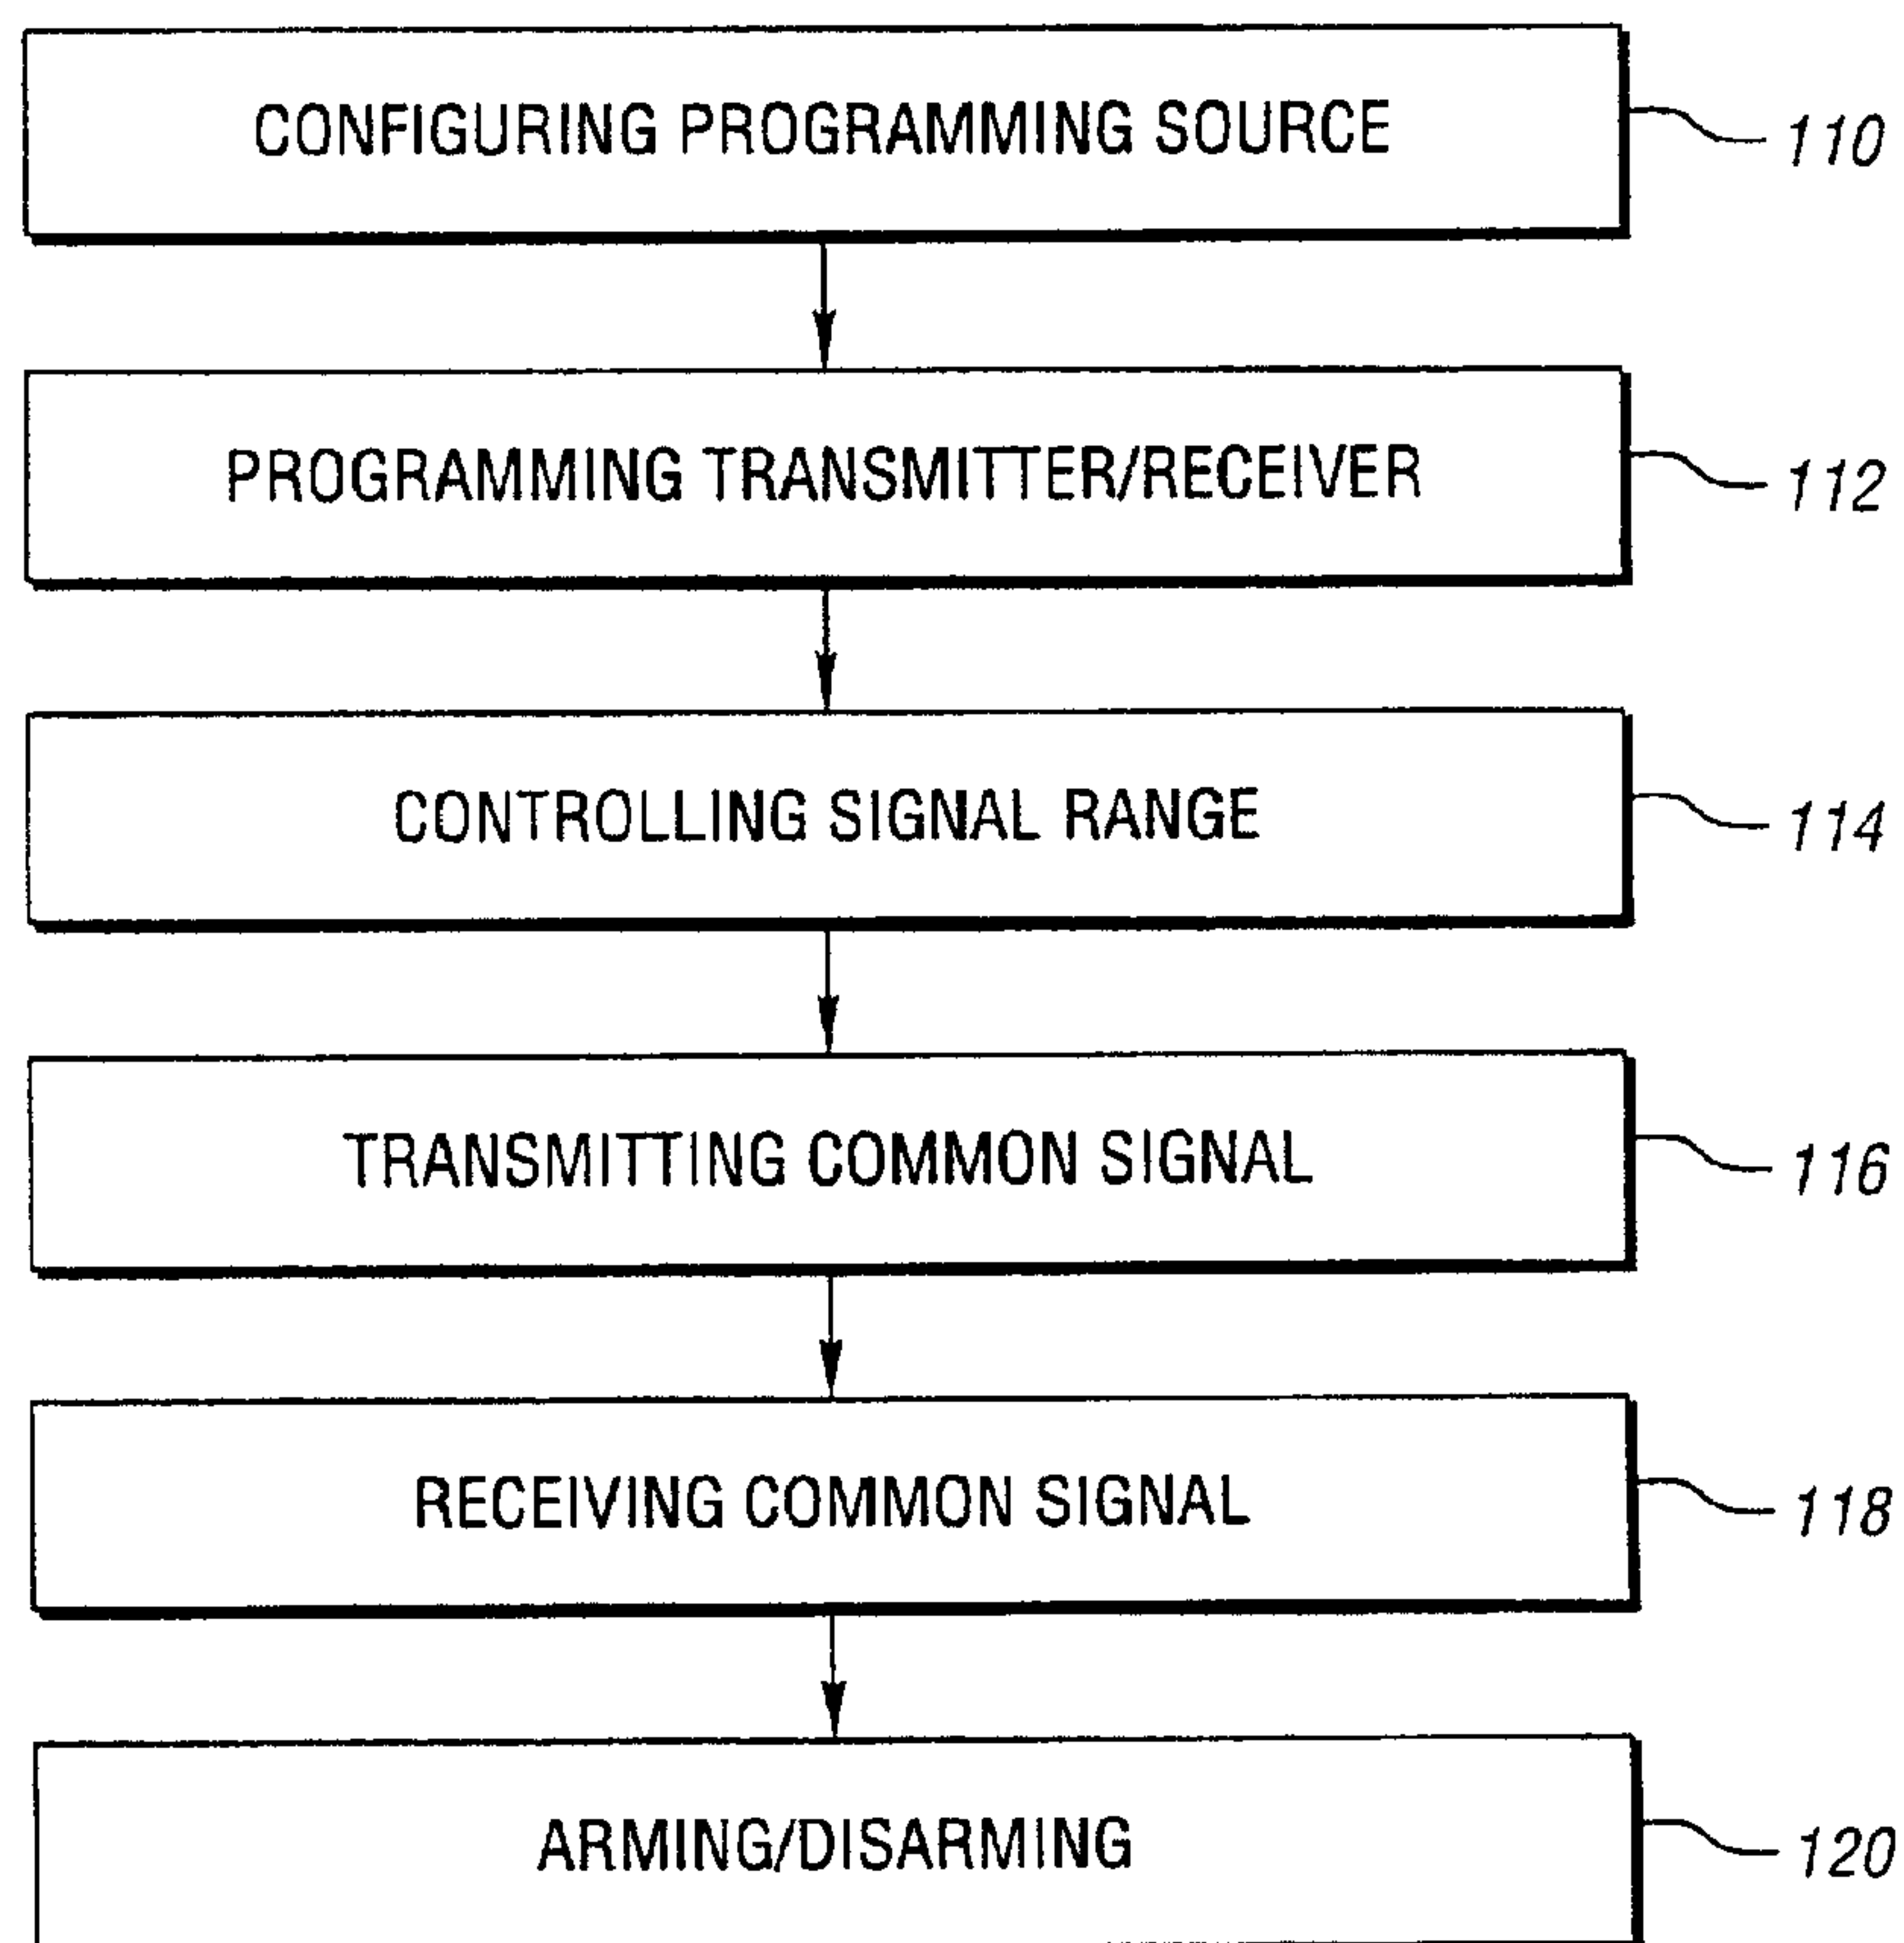 CONFIGURING PROGRAMMING SOURCE 110
PROGRAMMING TRANSMITTER/RECEIVER 112
CONTROLLING SIGNAL RANGE 114
TRANSMITTING COMMON SIGNAL 116
RECEIVING COMMON SIGNAL 118
ARMING/DISARMING 120